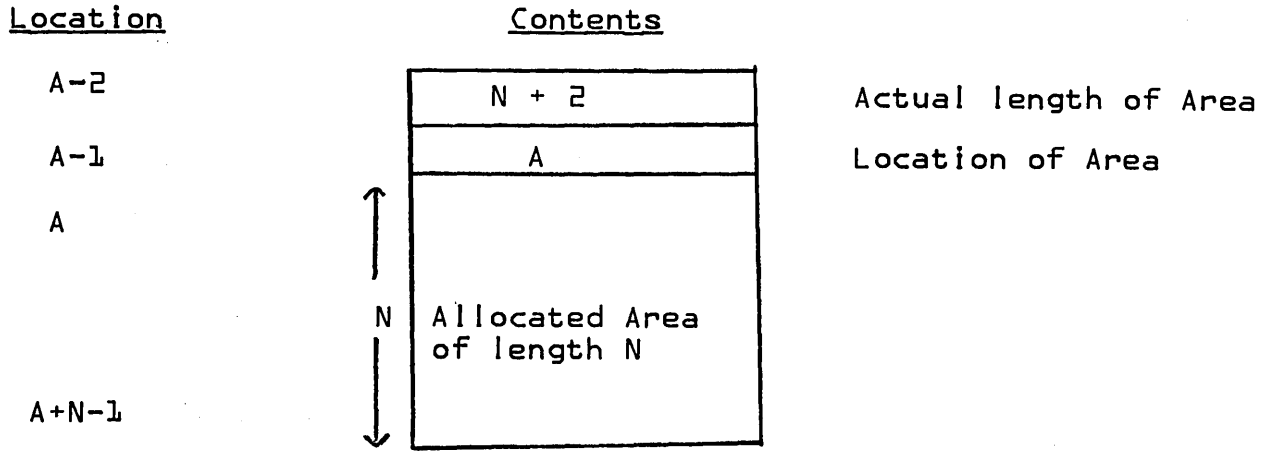 Location Contents
A-2 N + 2 Actual length of Area
A-1 A Location of Area
A
N Allocated Area
of length N
A+N-1